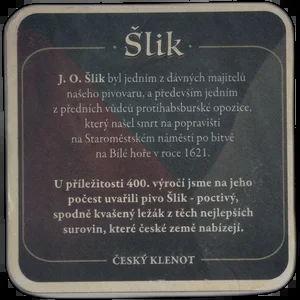 · Šlik ·
J. O. Šlik byl jedním z dávných majitelů
našeho pivovaru, a především jedním
z předních vůdců protihabsburské opozice,
který našel smrt na popravišti
na Staroměstském náměstí po bitvě
na Bílé hoře v roce 1621.
U příležitosti 400. výročí jsme na jeho
počest uvařili pivo Šlik - poctivý,
spodně kvašený ležák z těch nejlepších
surovin, které české země nabízejí.
ČESKÝ KLENOT